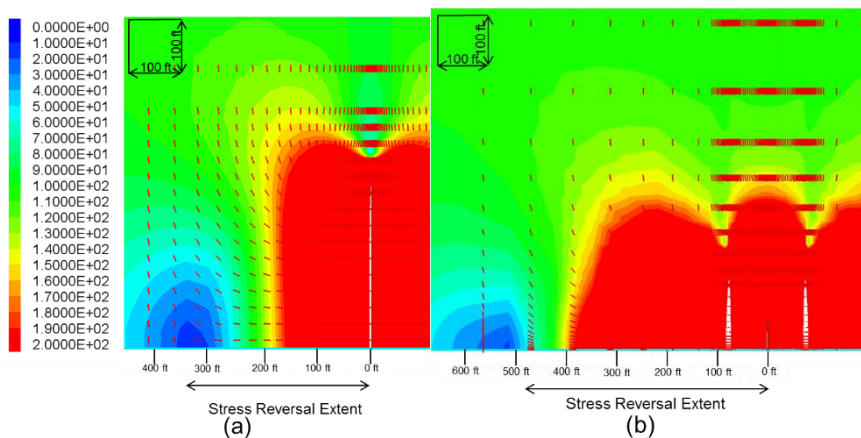 0.0000E+00
1.0000E+01
2.0000E+01
3.0000E+01
4.0000E+01
5.0000E+01
6.0000E+01
7.0000E+01
8.0000E+01
9.0000E+01
1.0000E+02
1.1000E+02
1.2000E+02
1.3000E+02
1.4000E+02
1.5000E+02
1.6000E+02
1.7000E+02
1.8000E+02
1.9000E+02
2.0000E+02
100 ft
100 ft
400 ft 300 ft 200 ft 100 ft 0 ft
Stress Reversal Extent
(a)
100 ft
100 ft
600 ft 500 ft 400 ft 300 ft 200 ft 100 ft 0 ft
Stress Reversal Extent
(b)